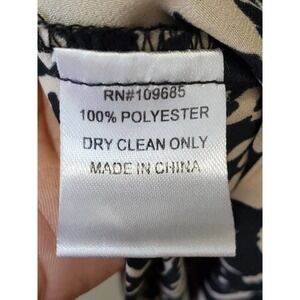 RN#109685
100% POLYESTER
DRY CLEAN ONLY
MADE IN CHINA